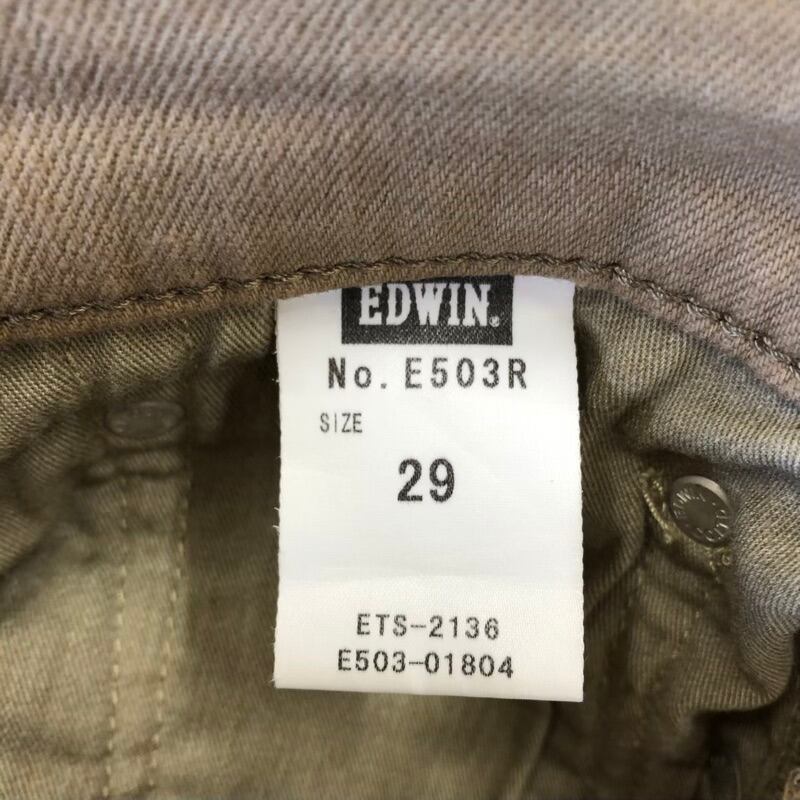 EDWIN®
No. E503R
SIZE
29
ETS-2136
E503-01804